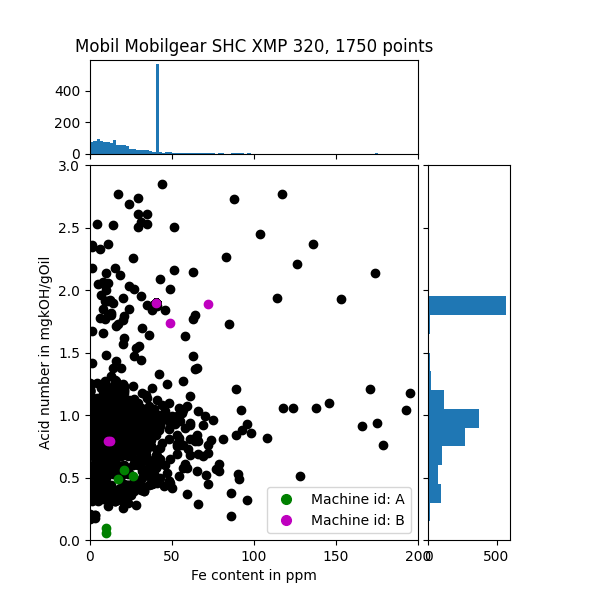 Mobil Mobilgear SHC XMP 320, 1750 points
400
200
0
3.0
2.5
2.0
1.5
1.0
0.5
0.0
Acid number in mgkOH/gOil
Machine id: A
Machine id: B
0 50 100 150 200
0 500
Fe content in ppm